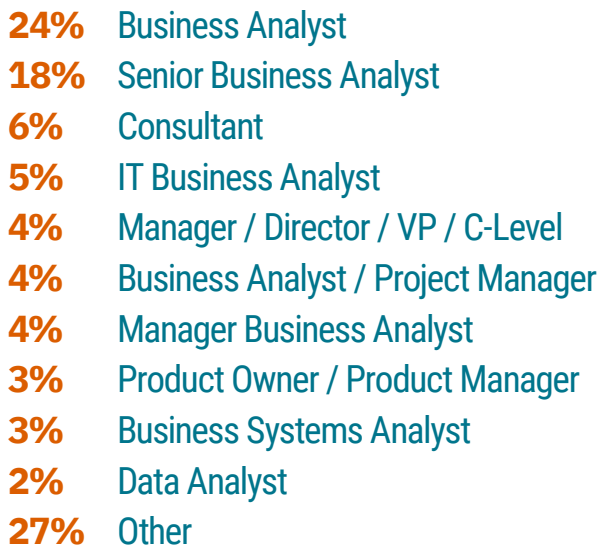 24% Business Analyst
18% Senior Business Analyst
6% Consultant
5% IT Business Analyst
4% Manager / Director / VP / C-Level
4% Business Analyst / Project Manager
4% Manager Business Analyst
3% Product Owner / Product Manager
3% Business Systems Analyst
2% Data Analyst
27% Other